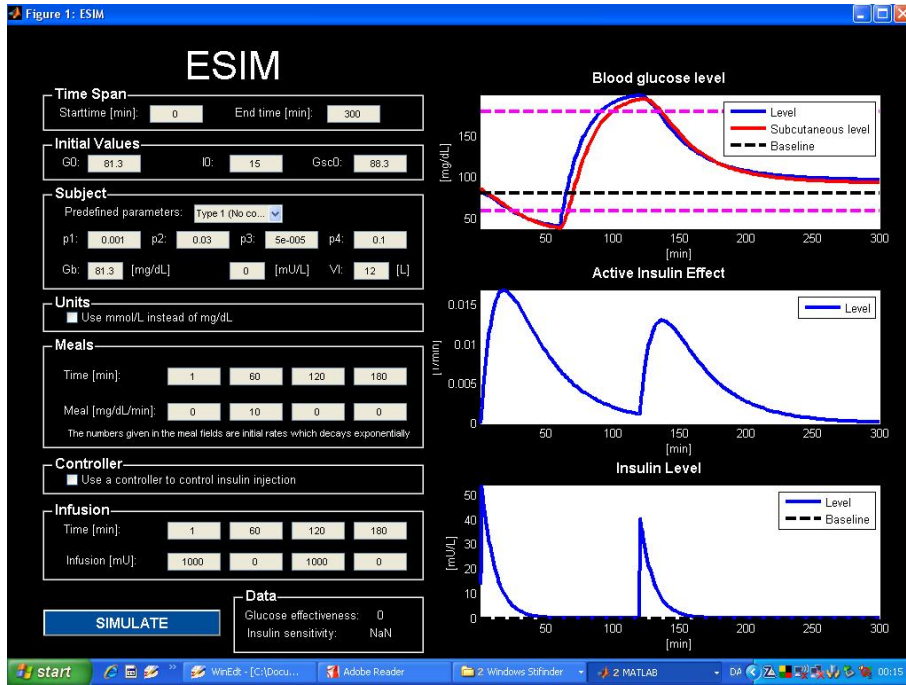 Figure 1: ESIM
ESIM
Time Span
Starttime [min]: 0 End time [min]: 300
Initial Values
G0: 81.3 I0: 15 Gsc0: 88.3
Subject
Predefined parameters: Type 1 (No co...
p1: 0.001 p2: 0.03 p3: 5e-005 p4: 0.1
Gb: 81.3 [mg/dL] 0 [mU/L] VI: 12 [L]
Units
Use mmol/L instead of mg/dL
Meals
Time [min]: 1 60 120 180
Meal [mg/dL/min]: 0 10 0 0
The numbers given in the meal fields are initial rates which decays exponentially
Controller
Use a controller to control insulin injection
Infusion
Time [min]: 1 60 120 180
Infusion [mU]: 1000 0 1000 0
SIMULATE
Data
Glucose effectiveness: 0
Insulin sensitivity: NaN
Blood glucose level
Level
Subcutaneous level
Baseline
[mg/dL]
150
100
50
50 100 150 200 250 300
[min]
Active Insulin Effect
Level
[1/min]
0.015
0.01
0.005
0
50 100 150 200 250 300
[min]
Insulin Level
Level
Baseline
[mU/L]
50
40
30
20
10
0
0 50 100 150 200 250 300
[min]
start
WinEdt - [C:\Docu...
Adobe Reader
2 Windows Stifinder
2 MATLAB
DA
00:15